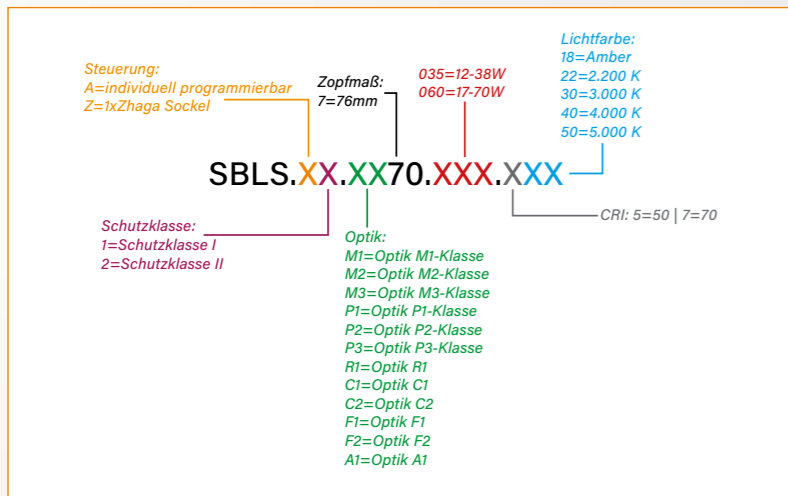 Steuerung:
A=individuell programmierbar
Z=1xZhaga Sockel
Zopfmaß:
7=76mm
035=12-38W
060=17-70W
Lichtfarbe:
18=Amber
22=2.200 K
30=3.000 K
40=4.000 K
50=5.000 K
SBLS.XX.XX70.XXX.XXX
Schutzklasse:
1=Schutzklasse I
2=Schutzklasse II
Optik:
M1=Optik M1-Klasse
M2=Optik M2-Klasse
M3=Optik M3-Klasse
P1=Optik P1-Klasse
P2=Optik P2-Klasse
P3=Optik P3-Klasse
R1=Optik R1
C1=Optik C1
C2=Optik C2
F1=Optik F1
F2=Optik F2
A1=Optik A1
CRI: 5=50 | 7=70